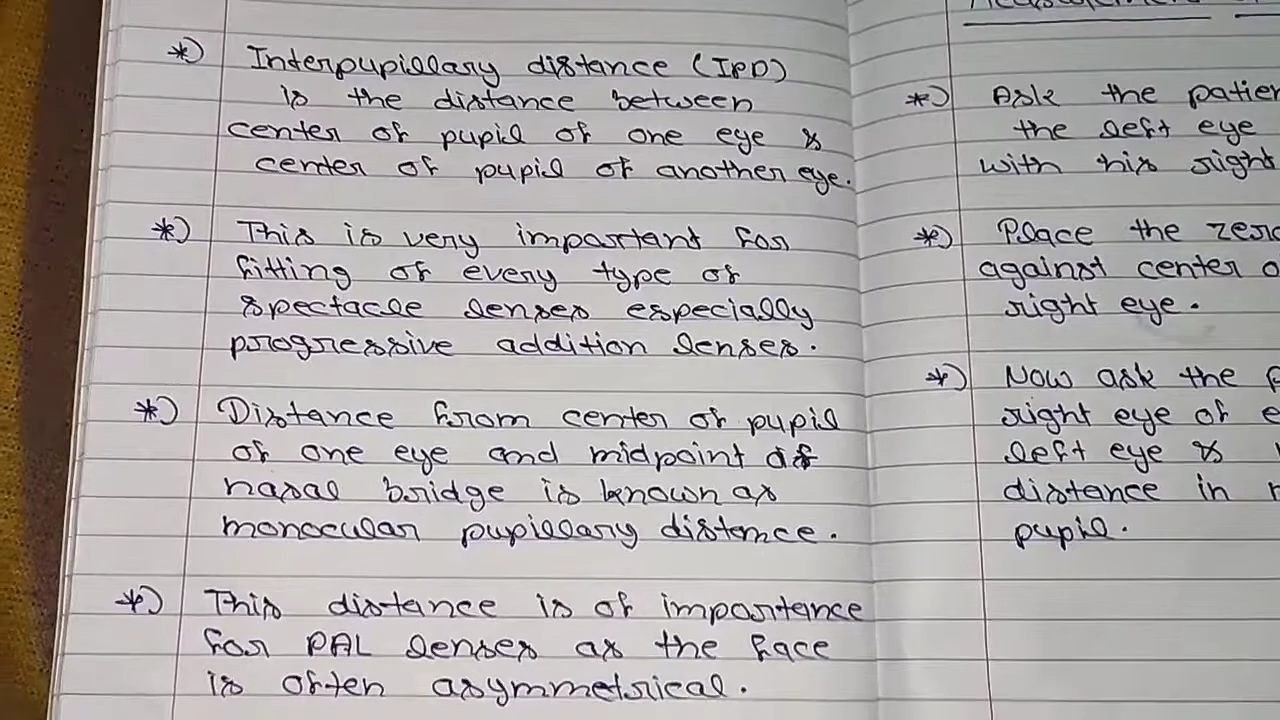 *) Interpupillary distance (IPD)
is the distance between
center of pupil of one eye &
center of pupil of another eye.
*) This is very important for
fitting of every type of
spectacle lenses especially
progressive addition lenses.
*) Distance from center of pupil
of one eye and midpoint of
nasal bridge is known as
monocular pupillary distance.
*) This distance is of importance
for PAL lenses as the face
is often asymmetrical.
*) Ask the
the left eye
with his right
*) Place the
against center
right eye.
*) Now ask the
right eye of
left eye &
distance in
pupil.